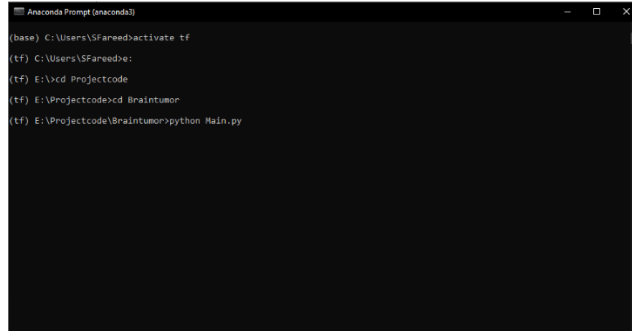 Anaconda Prompt (anaconda3)
(base) C:\Users\SFareed>activate tf
(tf) C:\Users\SFareed>e:
(tf) E:\>cd Projectcode
(tf) E:\Projectcode>cd Braintumor
(tf) E:\Projectcode\Braintumor>python Main.py